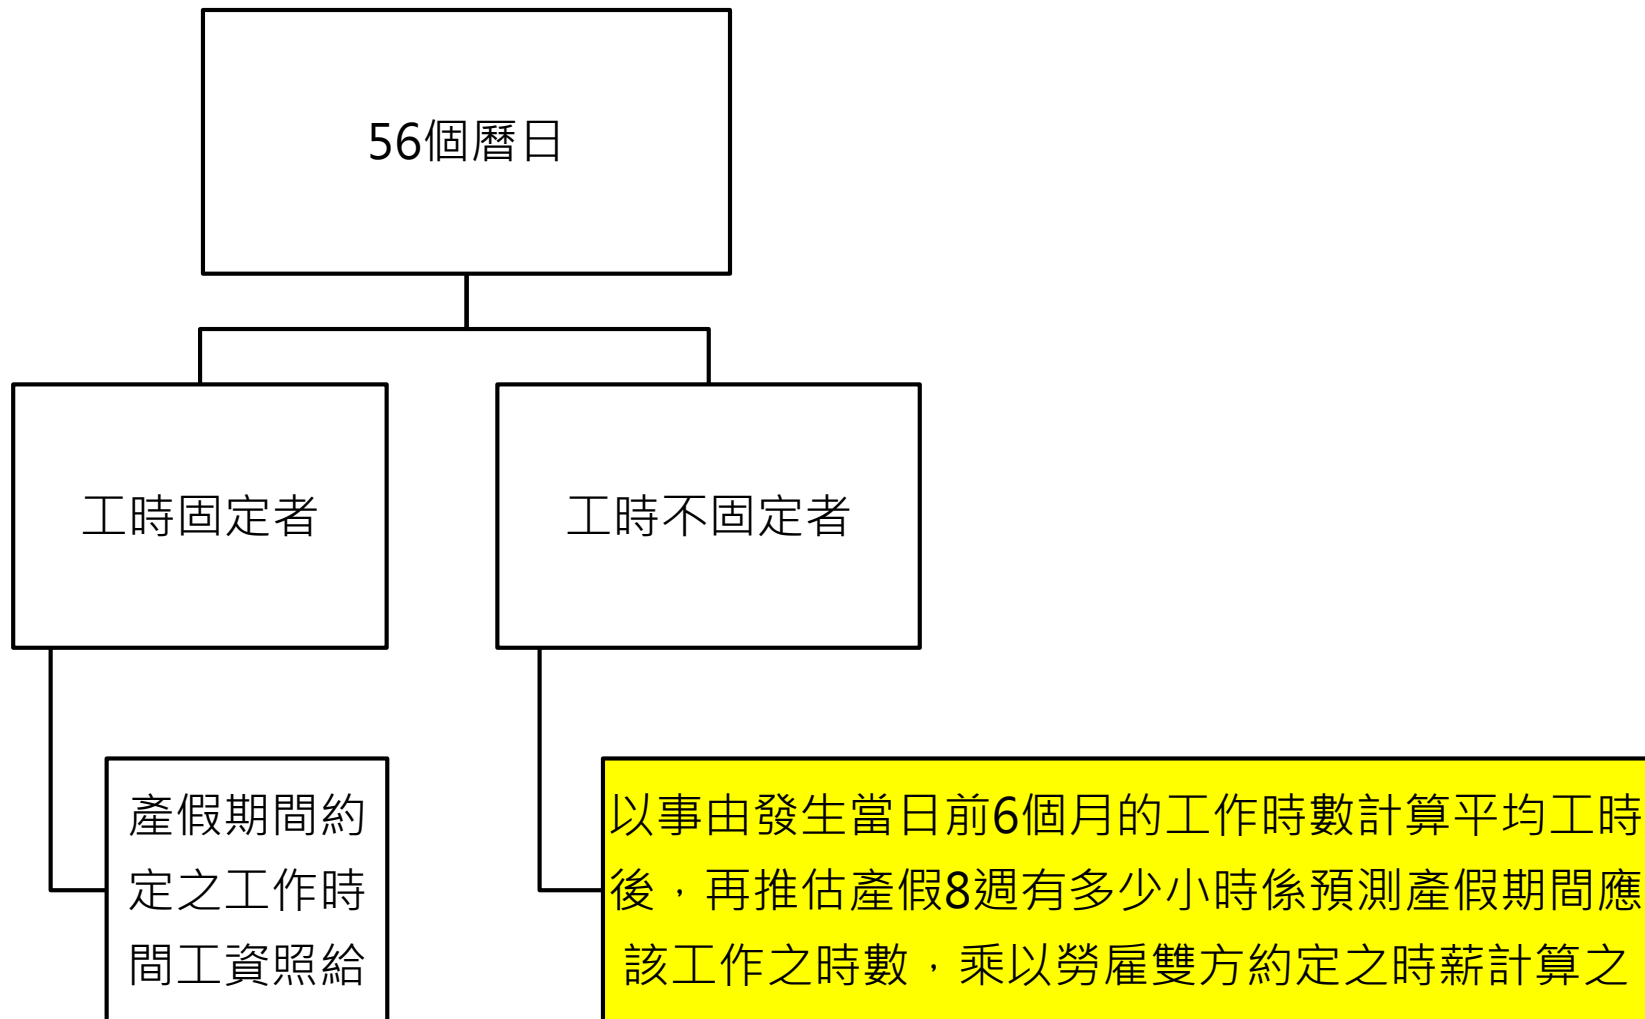 56個曆日
工時固定者
工時不固定者
產假期間約
定之工作時
間工資照給
以事由發生當日前6個月的工作時數計算平均工時
後，再推估產假8週有多少小時係預測產假期間應
該工作之時數，乘以勞雇雙方約定之時薪計算之